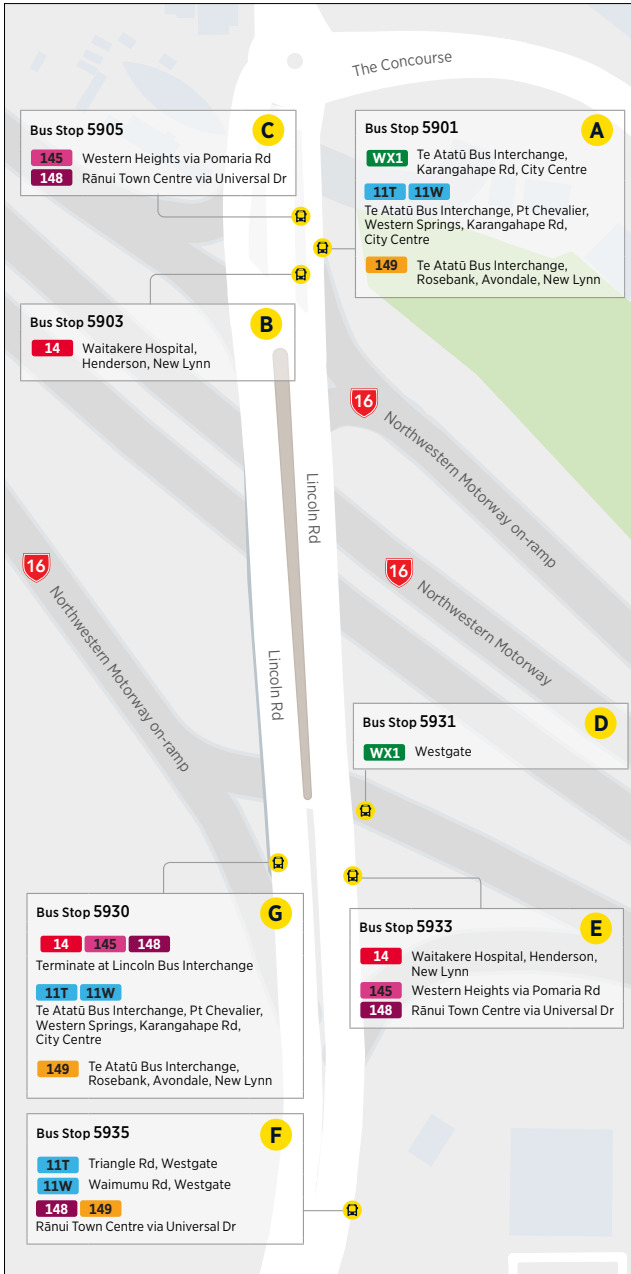 The Concourse
Bus Stop 5905
C
145 Western Heights via Pomaria Rd
148 Rānui Town Centre via Universal Dr
Bus Stop 5901
A
WX1 Te Atatū Bus Interchange,
Karangahape Rd, City Centre
11T 11W
Te Atatū Bus Interchange, Pt Chevalier,
Western Springs, Karangahape Rd,
City Centre
149 Te Atatū Bus Interchange,
Rosebank, Avondale, New Lynn
Bus Stop 5903
B
14 Waitakere Hospital,
Henderson, New Lynn
16
Northwestern Motorway on-ramp
Lincoln Rd
16
Northwestern Motorway
16
Northwestern Motorway on-ramp
Lincoln Rd
Bus Stop 5931
D
WX1 Westgate
Bus Stop 5930
G
14 145 148
Terminate at Lincoln Bus Interchange
11T 11W
Te Atatū Bus Interchange, Pt Chevalier,
Western Springs, Karangahape Rd,
City Centre
149 Te Atatū Bus Interchange,
Rosebank, Avondale, New Lynn
Bus Stop 5933
E
14 Waitakere Hospital, Henderson,
New Lynn
145 Western Heights via Pomaria Rd
148 Rānui Town Centre via Universal Dr
Bus Stop 5935
F
11T Triangle Rd, Westgate
11W Waimumu Rd, Westgate
148 149
Rānui Town Centre via Universal Dr